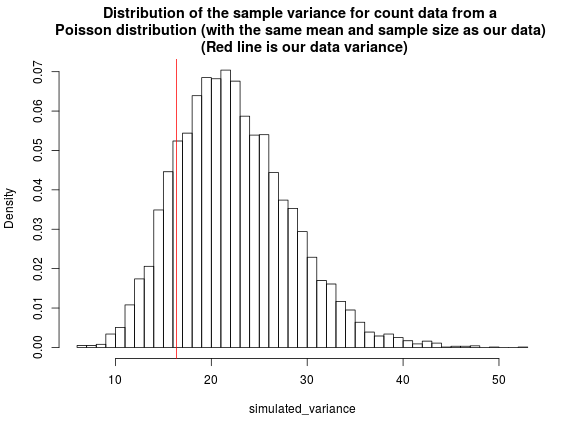 Distribution of the sample variance for count data from a
Poisson distribution (with the same mean and sample size as our data)
(Red line is our data variance)
0.07
0.06
0.05
0.04
0.03
0.02
0.01
0.00
Density
10 20 30 40 50
simulated_variance